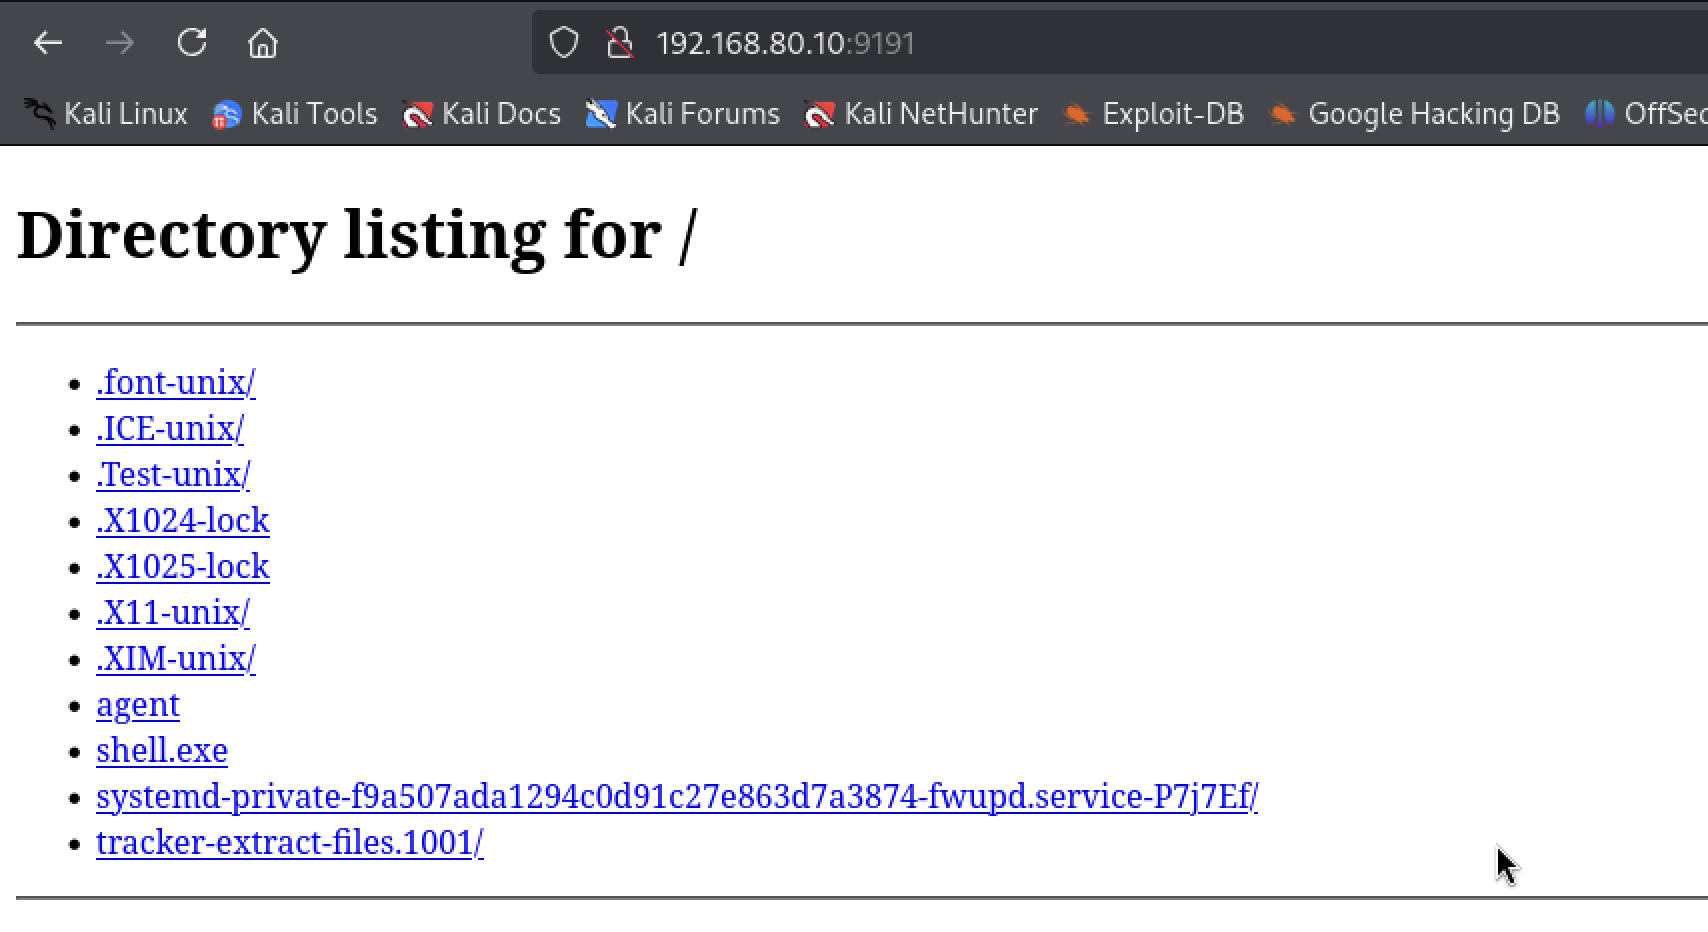 192.168.80.10:9191
Kali Linux Kali Tools Kali Docs Kali Forums Kali NetHunter Exploit-DB Google Hacking DB OffSec
Directory listing for /
.font-unix/
.ICE-unix/
.Test-unix/
.X1024-lock
.X1025-lock
.X11-unix/
.XIM-unix/
agent
shell.exe
systemd-private-f9a507ada1294c0d91c27e863d7a3874-fwupd.service-P7j7Ef/
tracker-extract-files.1001/